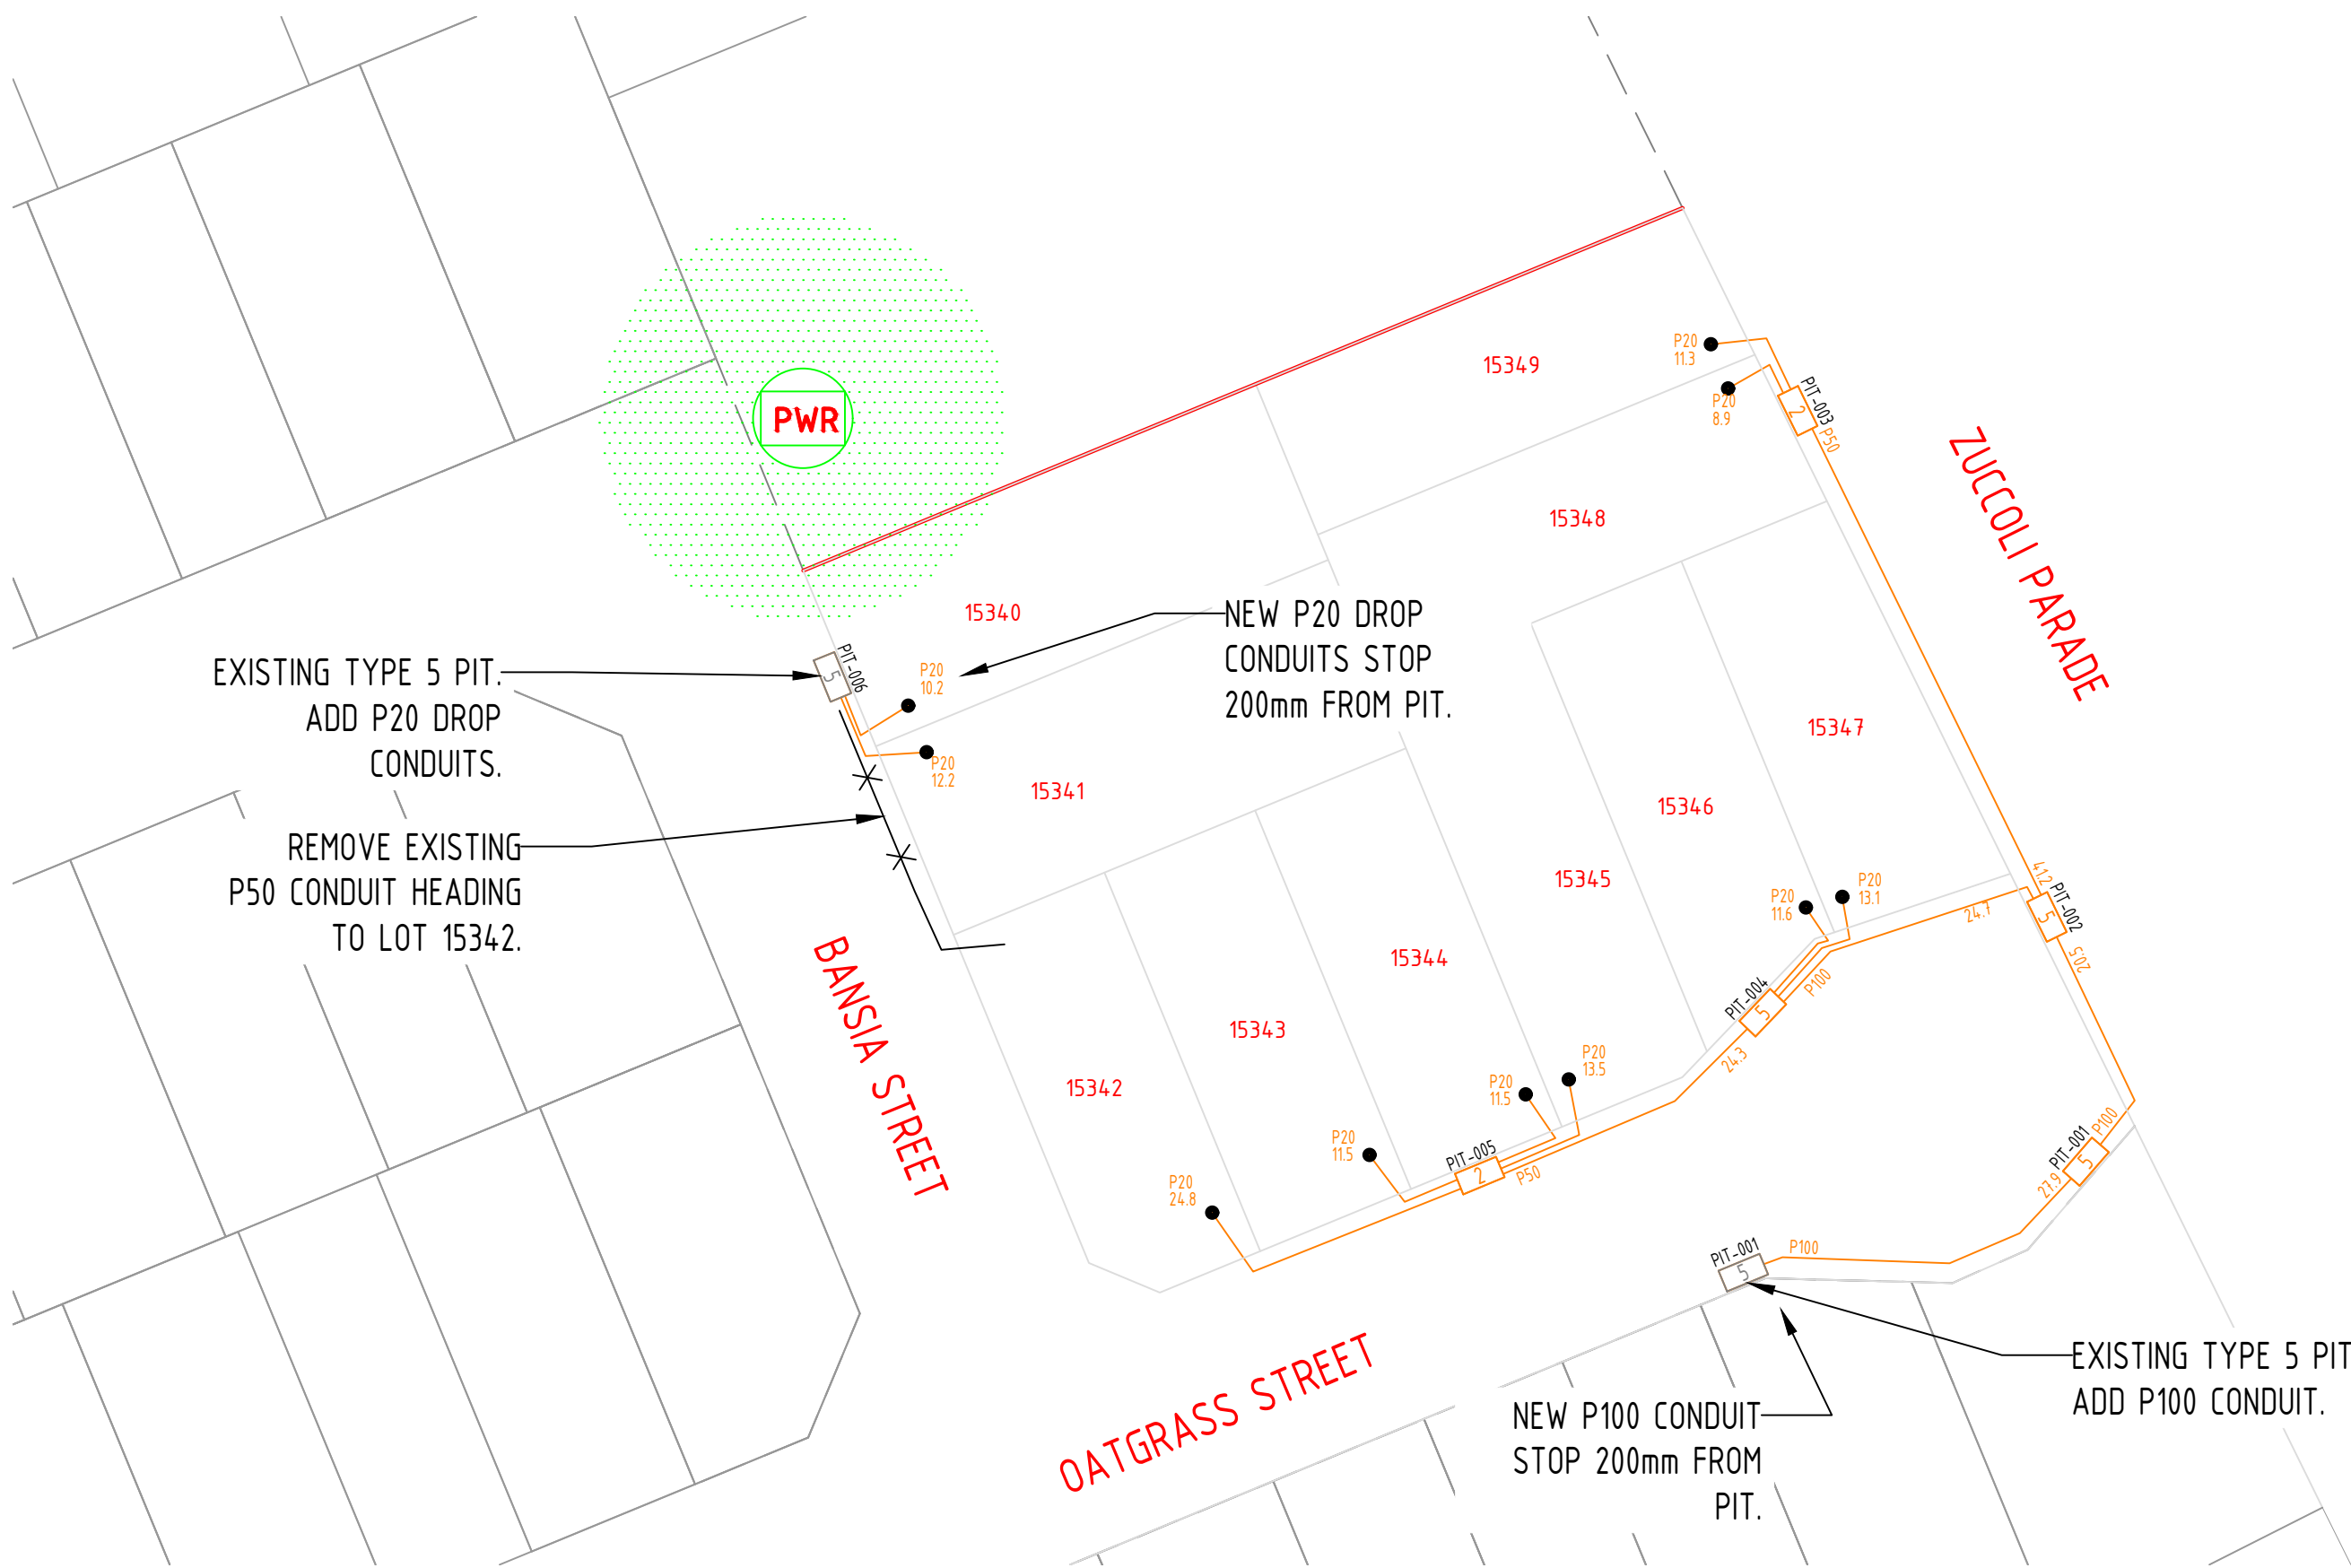 PWR
15349
P20
11.3
P20
8.9
PIT-003
2
P50
15348
ZUCCOLI PARADE
15340
NEW P20 DROP
CONDUITS STOP
200mm FROM PIT.
EXISTING TYPE 5 PIT.
ADD P20 DROP
CONDUITS.
PIT-006
5
P20
10.2
P20
12.2
15341
15347
15346
REMOVE EXISTING
P50 CONDUIT HEADING
TO LOT 15342.
15345
P20
11.6
P20
13.1
41.2
PIT-002
5
24.7
20.5
BANSIA STREET
15344
P100
PIT-004
5
15343
24.3
15342
P20
11.5
P20
13.5
P20
11.5
PIT-005
2
P50
P20
24.8
P100
PIT-001
5
27.9
PIT-001
5
P100
OATGRASS STREET
EXISTING TYPE 5 PIT
ADD P100 CONDUIT.
NEW P100 CONDUIT
STOP 200mm FROM
PIT.